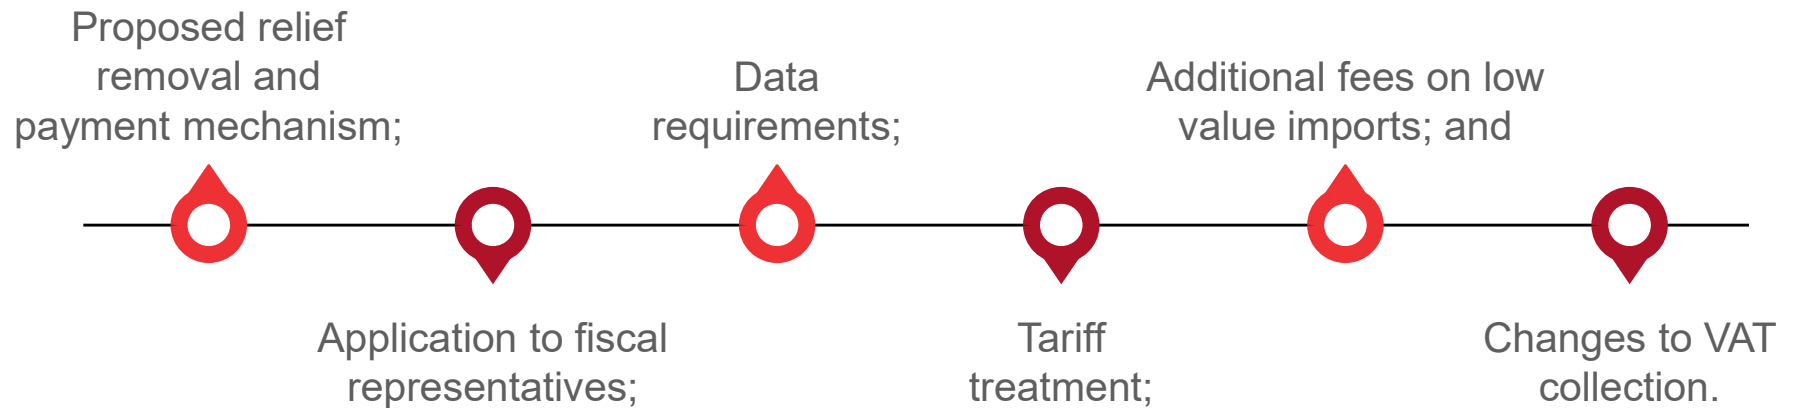 Proposed relief
removal and
payment mechanism;
Application to fiscal
representatives;
Data
requirements;
Tariff
treatment;
Additional fees on low
value imports; and
Changes to VAT
collection.